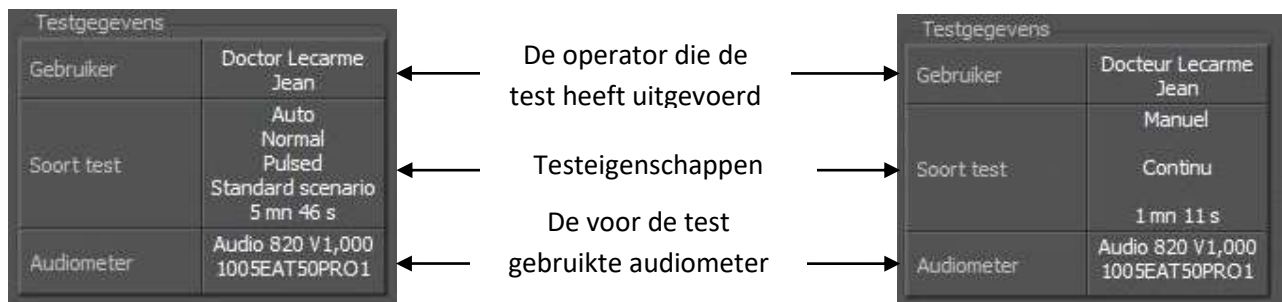 Testgegevens
Gebruiker
Doctor Lecarme
Jean
Soort test
Auto
Normal
Pulsed
Standard scenario
5 mn 46 s
Audiometer
Audio 820 V1,000
1005EAT50PRO1
De operator die de
test heeft uitgevoerd
Testeigenschappen
De voor de test
gebruikte audiometer
Testgegevens
Gebruiker
Docteur Lecarme
Jean
Soort test
Manuel
Continu
1 mn 11 s
Audiometer
Audio 820 V1,000
1005EAT50PRO1